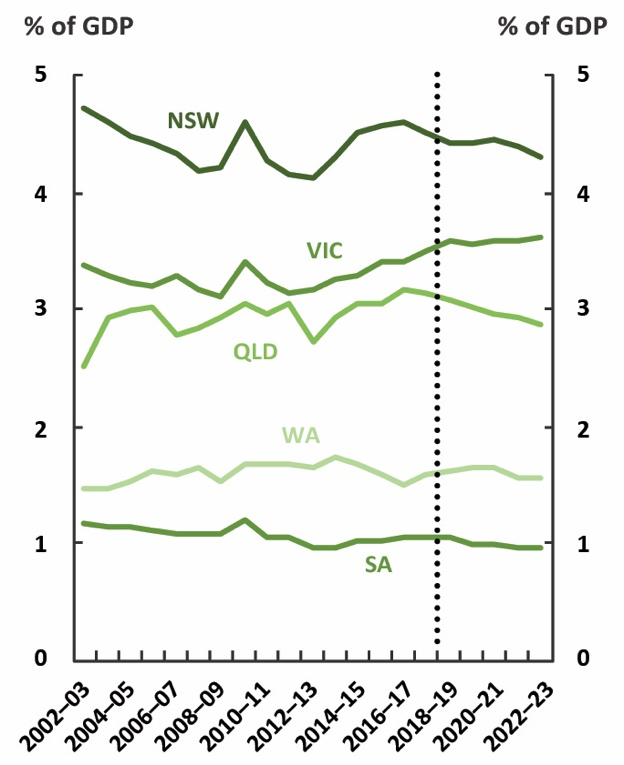 % of GDP % of GDP
5 5
NSW
4 4
VIC
3 3
QLD
2 2
WA
1 1
SA
0 0
2002–03 2004–05 2006–07 2008–09 2010–11 2012–13 2014–15 2016–17 2018–19 2020–21 2022–23